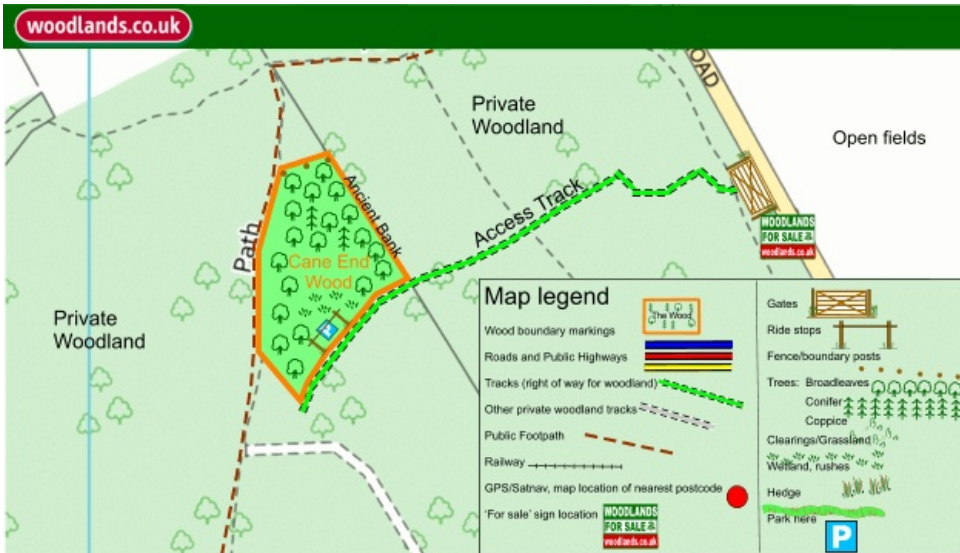 woodlands.co.uk
OAD
Private
Woodland
Open fields
Ancient Bank
Access Track
WOODLANDS
FOR SALE
woodlands.co.uk
Path
Cane End
Wood
Private
Woodland
Map legend
The Wood
Wood boundary markings
Roads and Public Highways
Tracks (right of way for woodland)
Other private woodland tracks
Public Footpath
Railway
GPS/Satnav, map location of nearest postcode
'For sale' sign location
WOODLANDS
FOR SALE
woodlands.co.uk
Gates
Ride stops
Fence/boundary posts
Trees: Broadleaves
Conifer
Coppice
Clearings/Grassland
Wetland, rushes
Hedge
Park here
P